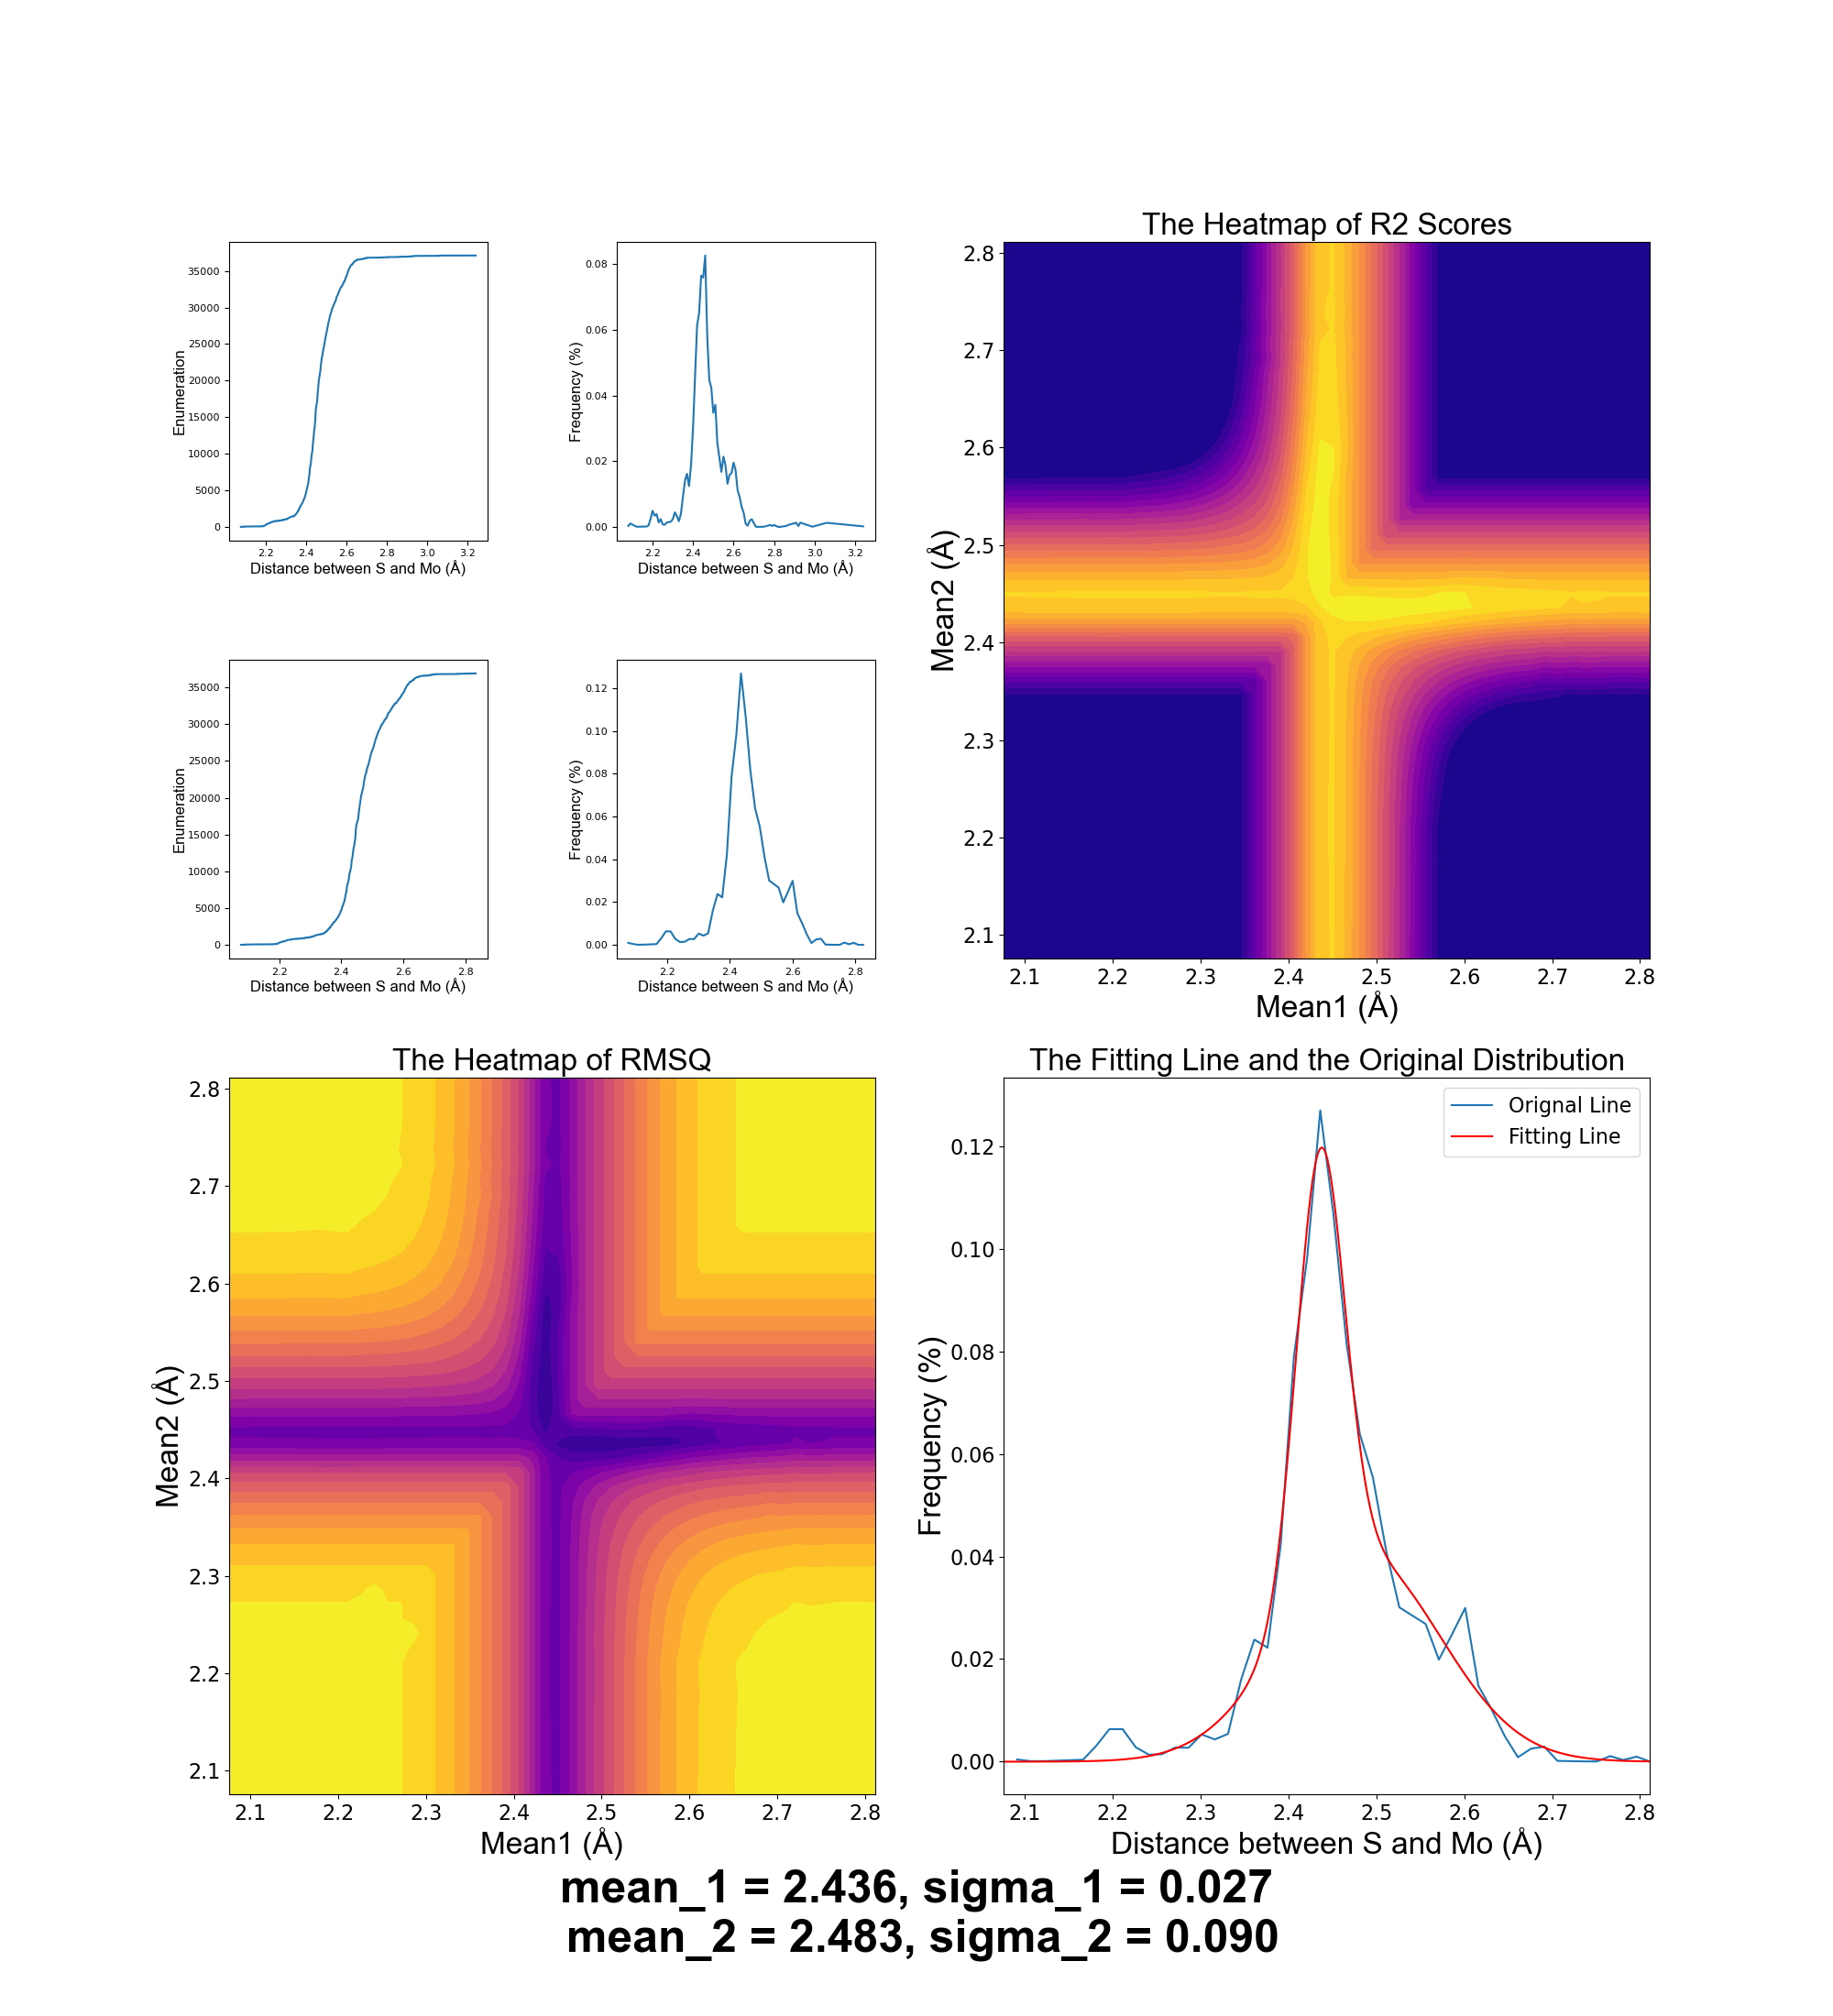 35000
30000
25000
20000
15000
10000
5000
0
Enumeration
2.2 2.4 2.6 2.8 3.0 3.2
Distance between S and Mo (Å)
0.08
0.06
0.04
0.02
0.00
Frequency (%)
2.2 2.4 2.6 2.8 3.0 3.2
Distance between S and Mo (Å)
The Heatmap of R2 Scores
2.8
2.7
2.6
2.5
2.4
2.3
2.2
2.1
Mean2 (Å)
2.1 2.2 2.3 2.4 2.5 2.6 2.7 2.8
Mean1 (Å)
35000
30000
25000
20000
15000
10000
5000
0
Enumeration
2.2 2.4 2.6 2.8
Distance between S and Mo (Å)
0.12
0.10
0.08
0.06
0.04
0.02
0.00
Frequency (%)
2.2 2.4 2.6 2.8
Distance between S and Mo (Å)
The Heatmap of RMSQ
2.8
2.7
2.6
2.5
2.4
2.3
2.2
2.1
Mean2 (Å)
2.1 2.2 2.3 2.4 2.5 2.6 2.7 2.8
Mean1 (Å)
The Fitting Line and the Original Distribution
Orignal Line
Fitting Line
0.12
0.10
0.08
0.06
0.04
0.02
0.00
Frequency (%)
2.1 2.2 2.3 2.4 2.5 2.6 2.7 2.8
Distance between S and Mo (Å)
mean_1 = 2.436, sigma_1 = 0.027
mean_2 = 2.483, sigma_2 = 0.090